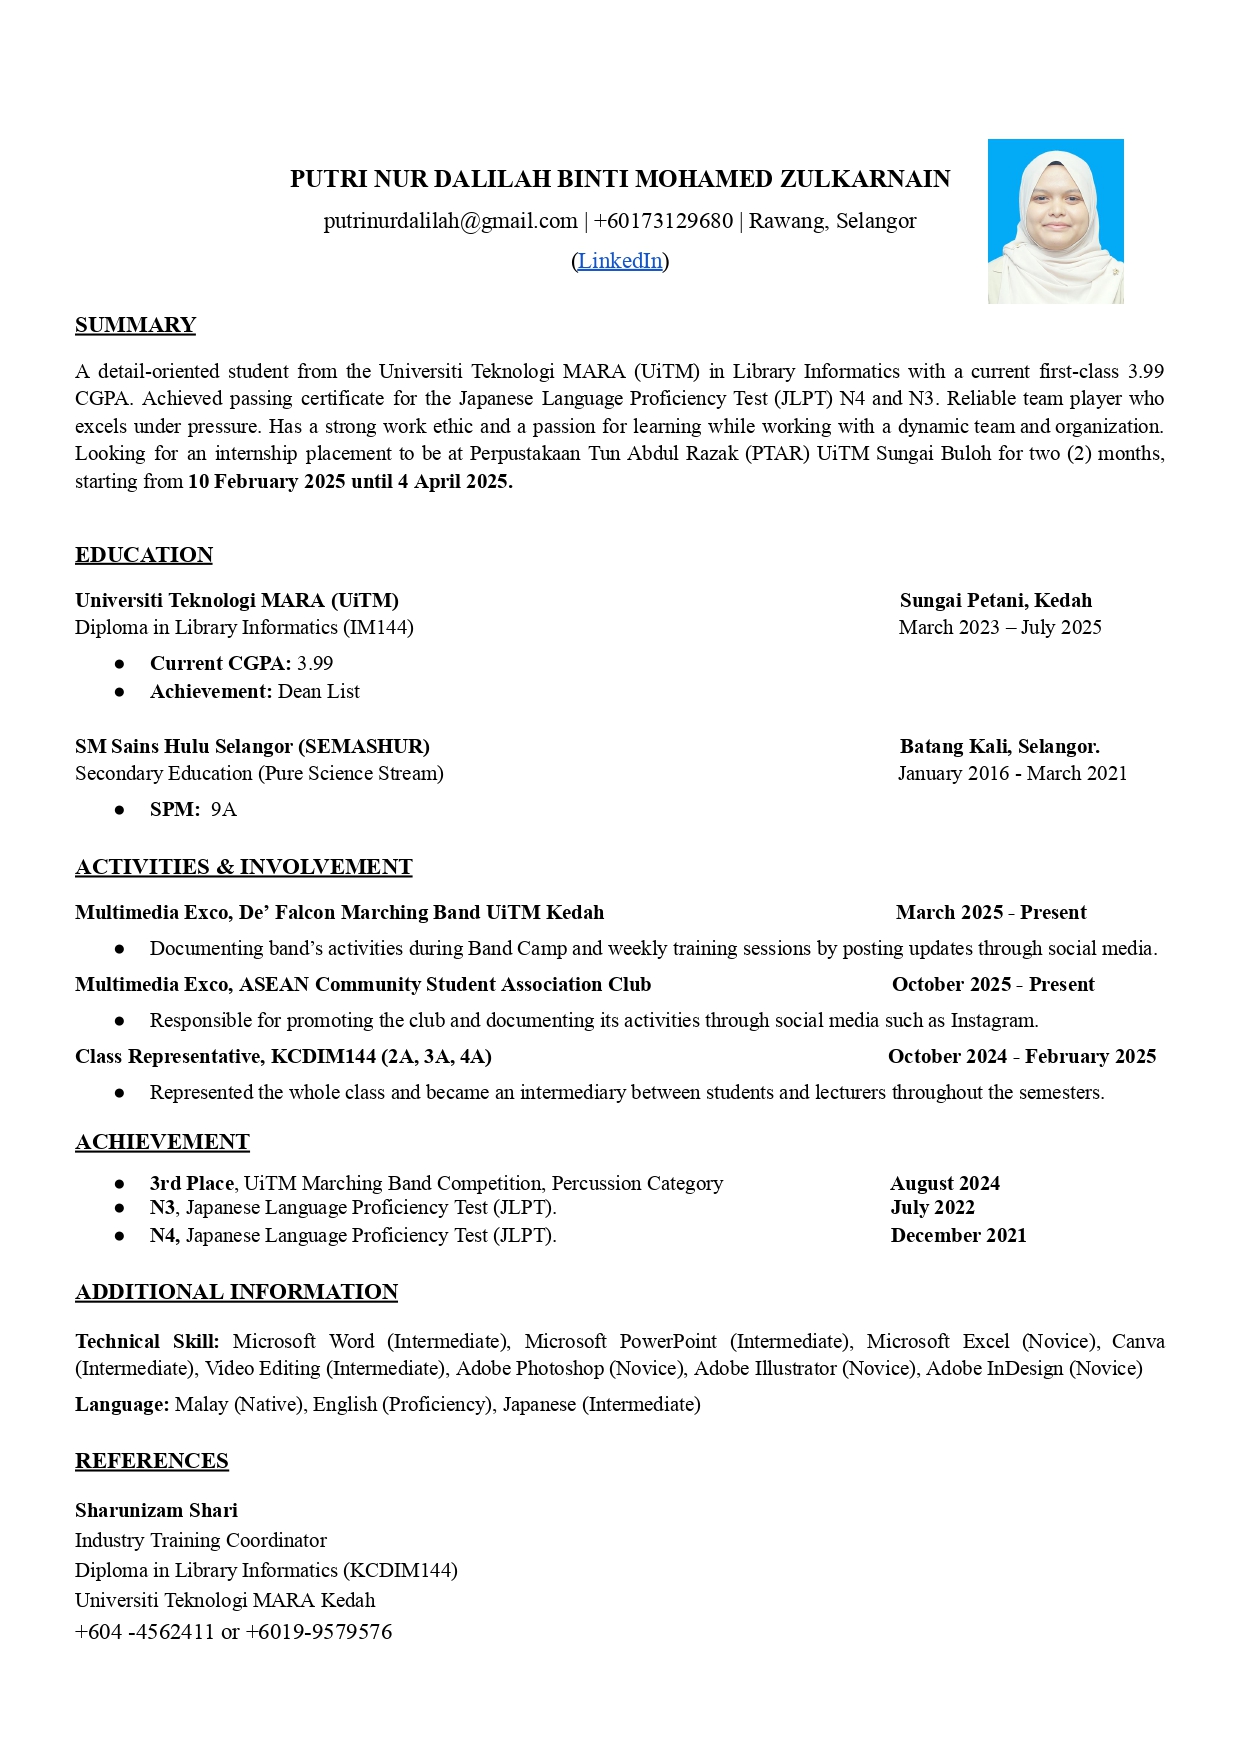 PUTRI NUR DALILAH BINTI MOHAMED ZULKARNAIN
putrinurdalilah@gmail.com | +60173129680 | Rawang, Selangor
(LinkedIn)
SUMMARY
A detail-oriented student from the Universiti Teknologi MARA (UiTM) in Library Informatics with a current first-class 3.99
CGPA. Achieved passing certificate for the Japanese Language Proficiency Test (JLPT) N4 and N3. Reliable team player who
excels under pressure. Has a strong work ethic and a passion for learning while working with a dynamic team and organization.
Looking for an internship placement to be at Perpustakaan Tun Abdul Razak (PTAR) UiTM Sungai Buloh for two (2) months,
starting from 10 February 2025 until 4 April 2025.
EDUCATION
Universiti Teknologi MARA (UiTM) Sungai Petani, Kedah
Diploma in Library Informatics (IM144) March 2023 – July 2025
● Current CGPA: 3.99
● Achievement: Dean List
SM Sains Hulu Selangor (SEMASHUR) Batang Kali, Selangor.
Secondary Education (Pure Science Stream) January 2016 - March 2021
● SPM: 9A
ACTIVITIES & INVOLVEMENT
Multimedia Exco, De’ Falcon Marching Band UiTM Kedah March 2025 - Present
● Documenting band’s activities during Band Camp and weekly training sessions by posting updates through social media.
Multimedia Exco, ASEAN Community Student Association Club October 2025 - Present
● Responsible for promoting the club and documenting its activities through social media such as Instagram.
Class Representative, KCDIM144 (2A, 3A, 4A) October 2024 - February 2025
● Represented the whole class and became an intermediary between students and lecturers throughout the semesters.
ACHIEVEMENT
● 3rd Place, UiTM Marching Band Competition, Percussion Category August 2024
● N3, Japanese Language Proficiency Test (JLPT). July 2022
● N4, Japanese Language Proficiency Test (JLPT). December 2021
ADDITIONAL INFORMATION
Technical Skill: Microsoft Word (Intermediate), Microsoft PowerPoint (Intermediate), Microsoft Excel (Novice), Canva
(Intermediate), Video Editing (Intermediate), Adobe Photoshop (Novice), Adobe Illustrator (Novice), Adobe InDesign (Novice)
Language: Malay (Native), English (Proficiency), Japanese (Intermediate)
REFERENCES
Sharunizam Shari
Industry Training Coordinator
Diploma in Library Informatics (KCDIM144)
Universiti Teknologi MARA Kedah
+604 -4562411 or +6019-9579576